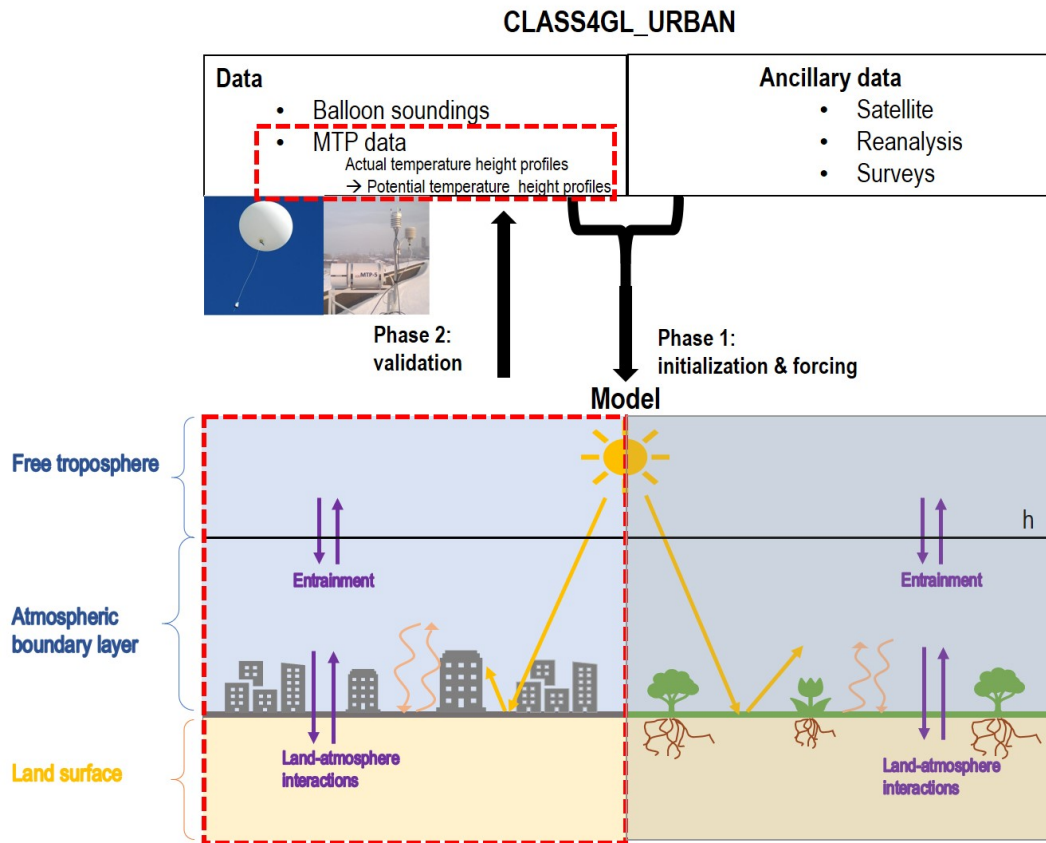 CLASS4GL_URBAN
Data
• Balloon soundings
• MTP data
Actual temperature height profiles
→ Potential temperature height profiles
Ancillary data
• Satellite
• Reanalysis
• Surveys
MTP-5
Phase 2:
validation
Phase 1:
initialization & forcing
Model
Free troposphere
h
Entrainment
Entrainment
Atmospheric
boundary layer
Land surface
Land-atmosphere
interactions
Land-atmosphere
interactions